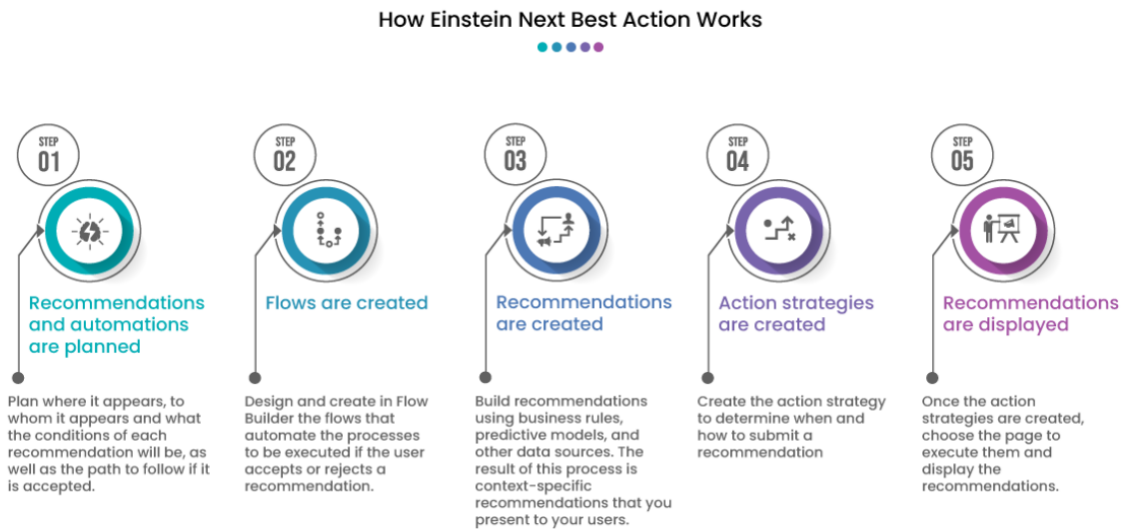 How Einstein Next Best Action Works
STEP
01
Recommendations
and automations
are planned
Plan where it appears, to
whom it appears and what
the conditions of each
recommendation will be, as
well as the path to follow if it
is accepted.
STEP
02
Flows are created
Design and create in Flow
Builder the flows that
automate the processes
to be executed if the user
accepts or rejects a
recommendation.
STEP
03
Recommendations
are created
Build recommendations
using business rules,
predictive models, and
other data sources. The
result of this process is
context-specific
recommendations that you
present to your users.
STEP
04
Action strategies
are created
Create the action strategy
to determine when and
how to submit a
recommendation
STEP
05
Recommendations
are displayed
Once the action
strategies are created,
choose the page to
execute them and
display the
recommendations.